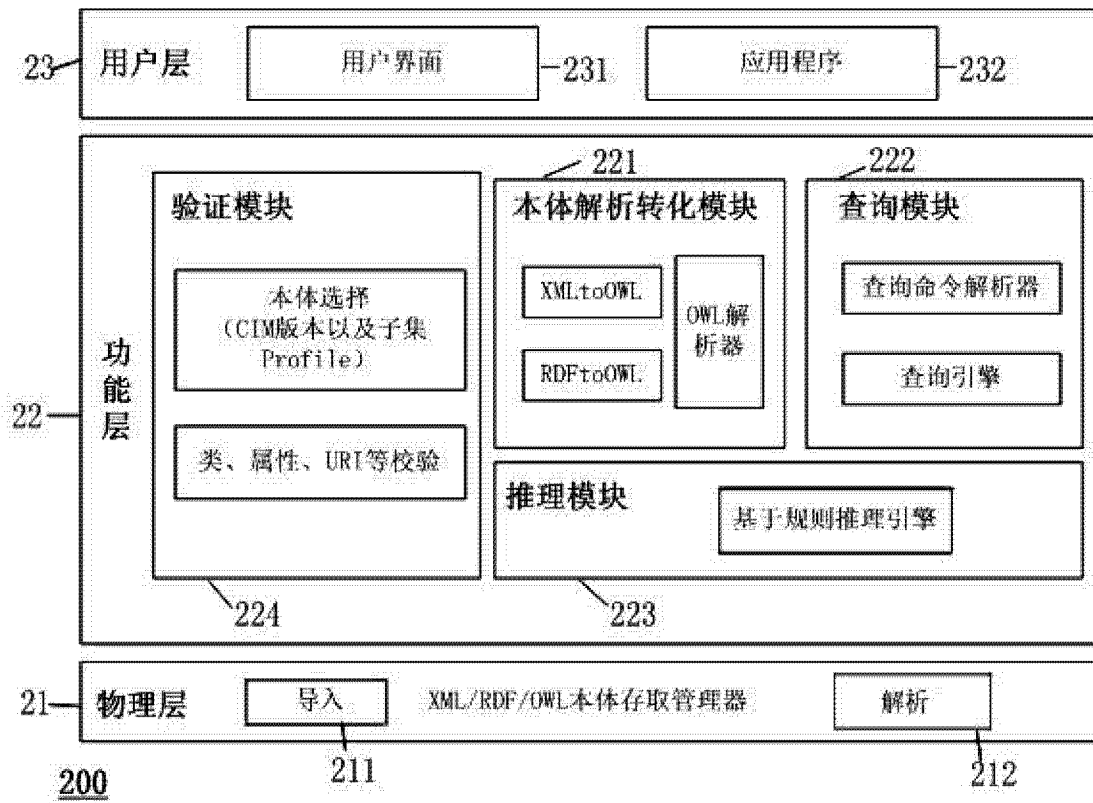 23
用户层
用户界面
231
应用程序
232
22
功能层
验证模块
本体选择
(CIM版本以及子集
Profile)
类、属性、URI等校验
224
221
本体解析转化模块
XMLtoOWL
RDFtoOWL
OWL解
析器
222
查询模块
查询命令解析器
查询引擎
推理模块
基于规则推理引擎
223
21
物理层
导入
211
XML/RDF/OWL本体存取管理器
解析
212
200